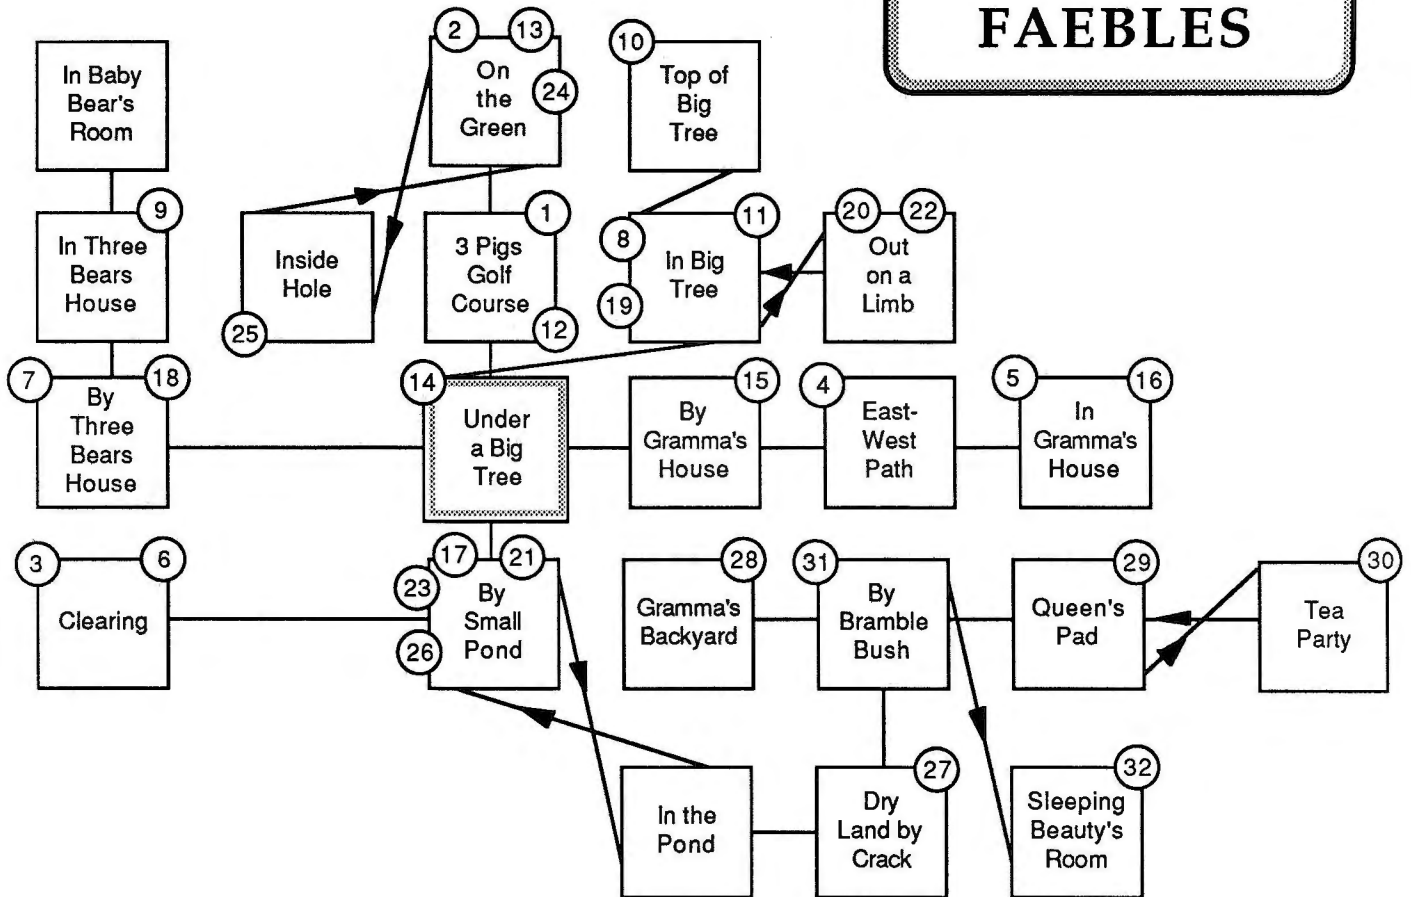 FAEBLES
2
13
10
In Baby
Bear's
Room
On
the
Green
24
Top of
Big
Tree
9
In Three
Bears
House
Inside
Hole
25
1
3 Pigs
Golf
Course
12
8
11
In Big
Tree
19
20
22
Out
on a
Limb
7
18
By
Three
Bears
House
14
Under
a Big
Tree
15
By
Gramma's
House
4
East-
West
Path
5
16
In
Gramma's
House
3
6
Clearing
17
21
23
By
Small
Pond
26
28
Gramma's
Backyard
31
By
Bramble
Bush
29
Queen's
Pad
30
Tea
Party
In the
Pond
27
Dry
Land by
Crack
32
Sleeping
Beauty's
Room